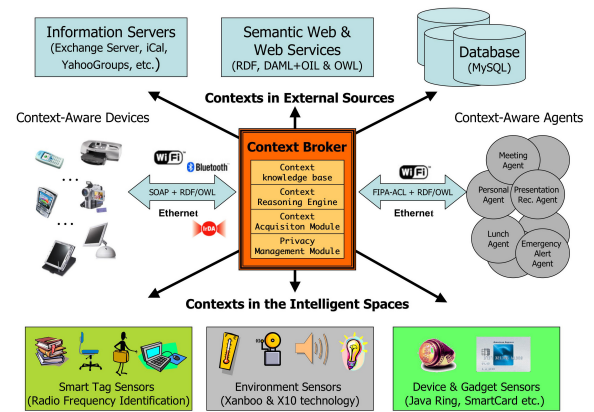 Information Servers
(Exchange Server, iCal,
YahooGroups, etc.)
Semantic Web &
Web Services
(RDF, DAML+OIL & OWL)
Database
(MySQL)
Contexts in External Sources
Context-Aware Devices
Context-Aware Agents
Context Broker
Context
knowledge base
Context
Reasoning Engine
Context
Acquisiton Module
Privacy
Management Module
Wi Fi
Bluetooth
SOAP + RDF/OWL
Ethernet
IrDA
Wi Fi
FIPA-ACL + RDF/OWL
Ethernet
Meeting
Agent
Personal
Agent
Presentation
Rec. Agent
Lunch
Agent
Emergency
Alert
Agent
Contexts in the Intelligent Spaces
Smart Tag Sensors
(Radio Frequency Identification)
Environment Sensors
(Xanboo & X10 technology)
Device & Gadget Sensors
(Java Ring, SmartCard etc.)